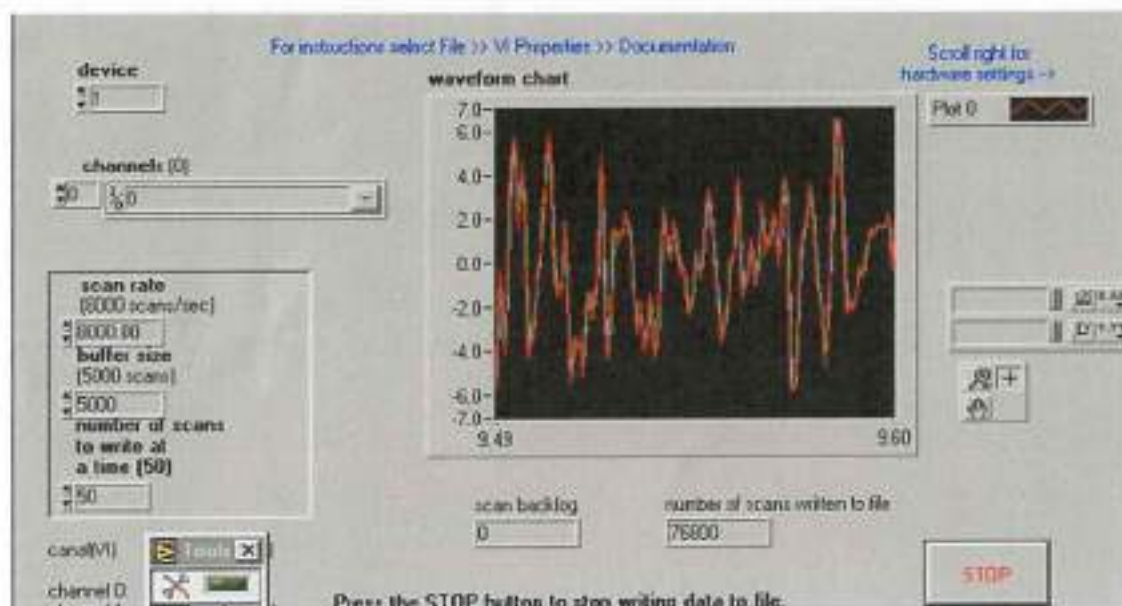 For instructions select File >> VI Properties >> Documentation
device
1
waveform chart
Scroll right for
hardware settings ->
Plot 0
channels (0)
0
0
7.0
6.0
4.0
2.0
0.0
-2.0
-4.0
-6.0
-7.0
9.49
9.60
scan rate
(8000 scans/sec)
8000.00
buffer size
(5000 scans)
5000
number of scans
to write at
a time (50)
50
scan backlog
0
number of scans written to file
76800
canal(VI)
Tools
channel 0
STOP
Press the STOP button to stop writing data to file.